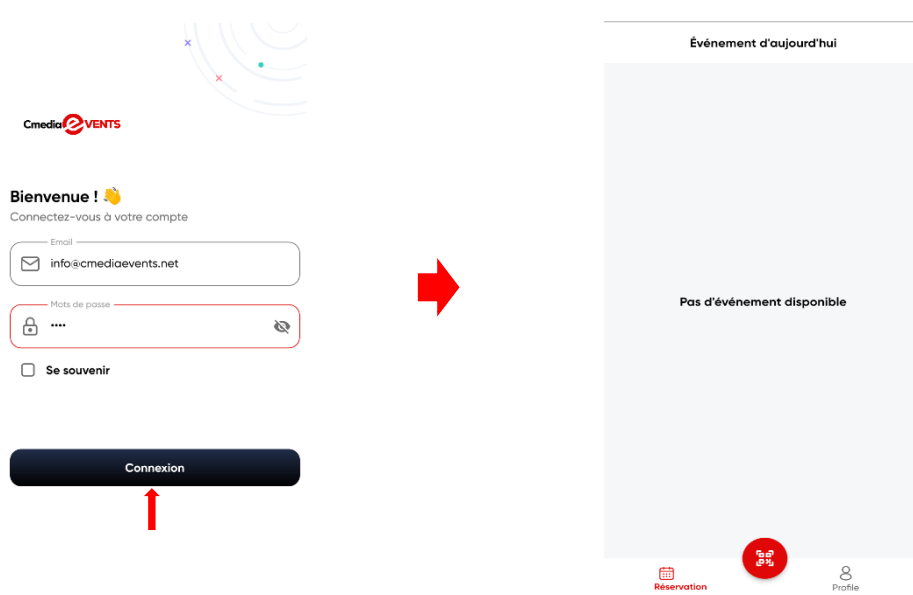 Cmedia eVENTS
Bienvenue ! 👋
Connectez-vous à votre compte
Email
info@cmediaevents.net
Mots de passe
••••
Se souvenir
Connexion
Événement d'aujourd'hui
Pas d'événement disponible
Réservation
Profile